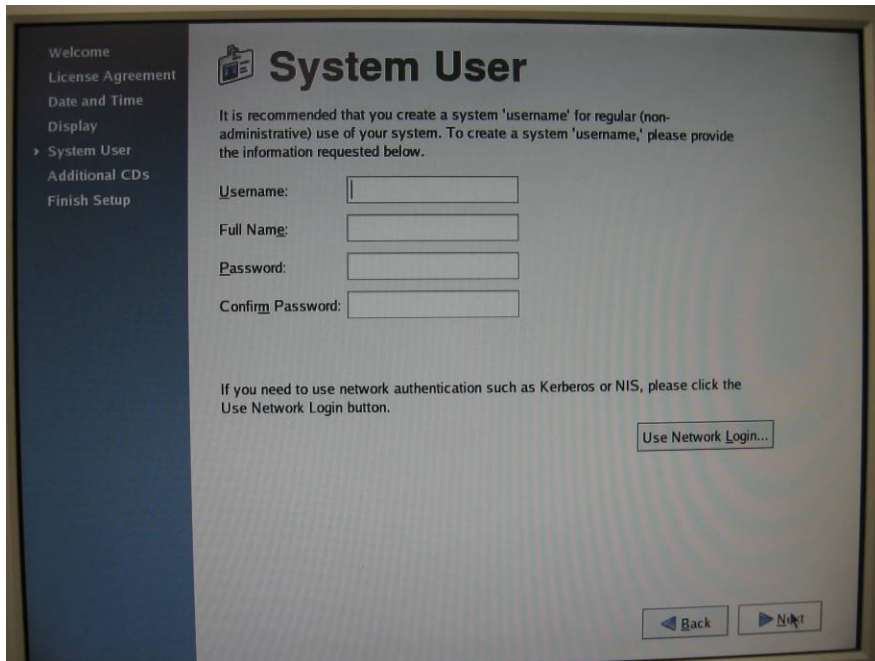 Welcome
License Agreement
Date and Time
Display
System User
Additional CDs
Finish Setup
System User
It is recommended that you create a system 'username' for regular (non-
administrative) use of your system. To create a system 'username,' please provide
the information requested below.
Username:
Full Name:
Password:
Confirm Password:
If you need to use network authentication such as Kerberos or NIS, please click the
Use Network Login button.
Use Network Login...
Back
Next